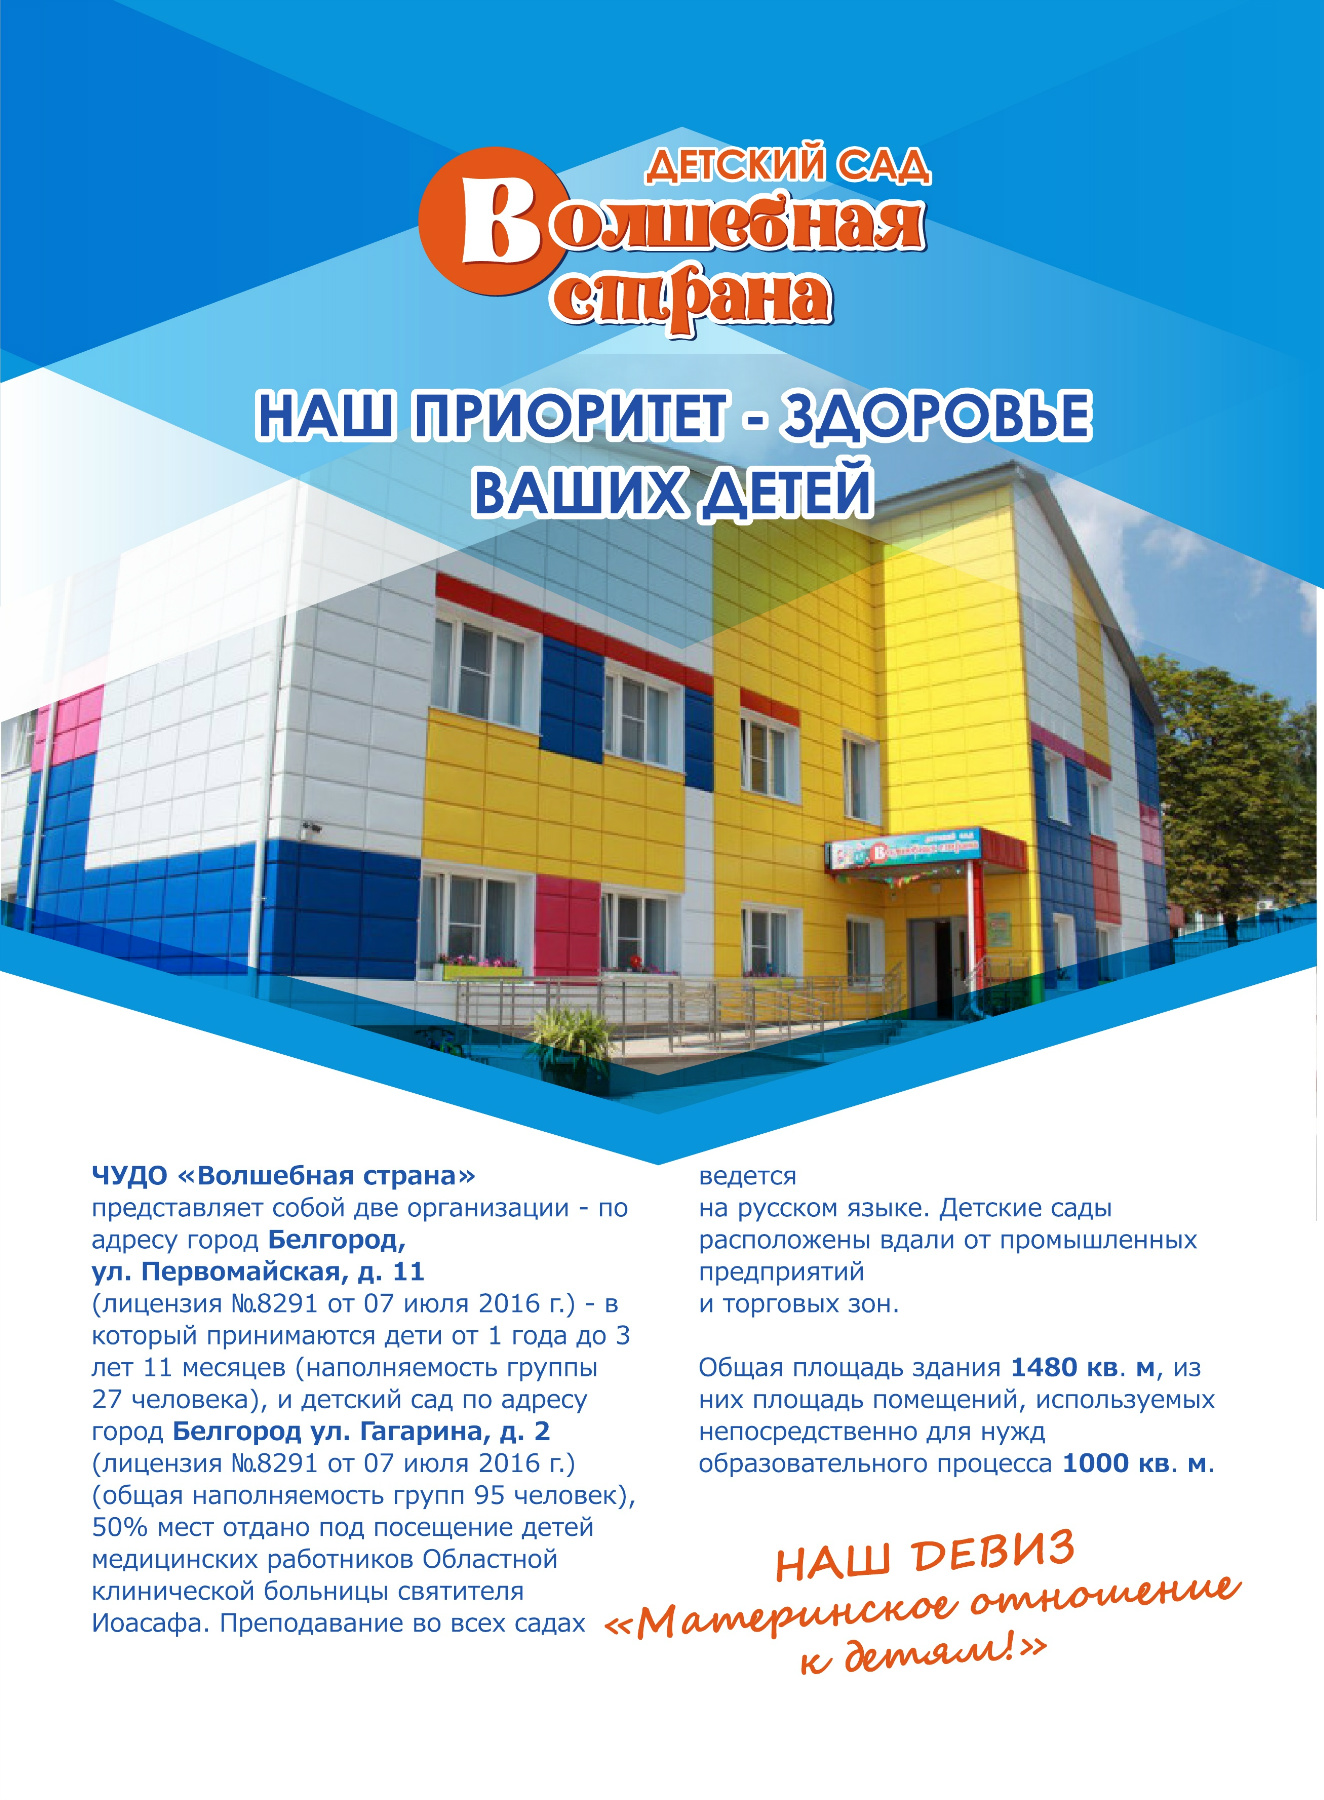 ДЕТСКИЙ САД
Волшебная
страна
НАШ ПРИОРИТЕТ - ЗДОРОВЬЕ
ВАШИХ ДЕТЕЙ
детский сад
Волшебная страна
ЧУДО «Волшебная страна»
представляет собой две организации - по
адресу город Белгород,
ул. Первомайская, д. 11
(лицензия №8291 от 07 июля 2016 г.) - в
который принимаются дети от 1 года до 3
лет 11 месяцев (наполняемость группы
27 человека), и детский сад по адресу
город Белгород ул. Гагарина, д. 2
(лицензия №8291 от 07 июля 2016 г.)
(общая наполняемость групп 95 человек),
50% мест отдано под посещение детей
медицинских работников Областной
клинической больницы святителя
Иоасафа. Преподавание во всех садах
ведется
на русском языке. Детские сады
расположены вдали от промышленных
предприятий
и торговых зон.
Общая площадь здания 1480 кв. м, из
них площадь помещений, используемых
непосредственно для нужд
образовательного процесса 1000 кв. м.
НАШ ДЕВИЗ
«Материнское отношение
к детям!»